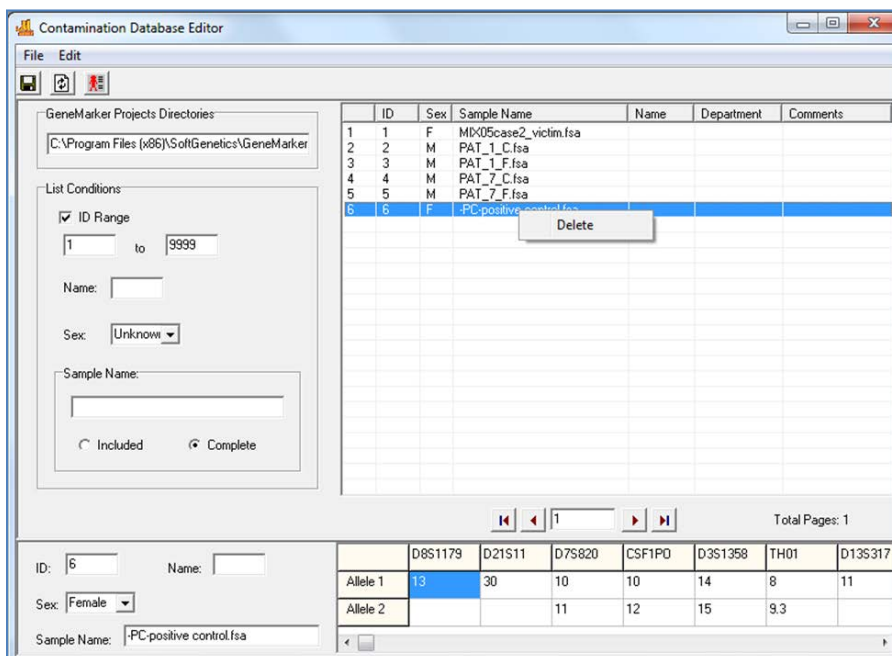 Contamination Database Editor
File Edit
GeneMarker Projects Directories
C:\Program Files (x86)\SoftGenetics\GeneMarker
List Conditions
ID Range
1 to 9999
Name:
Sex: Unknow
Sample Name:
Included Complete
ID Sex Sample Name Name Department Comments
1 1 F MIX05case2_victim.fsa
2 2 M PAT_1_C.fsa
3 3 M PAT_1_F.fsa
4 4 M PAT_7_C.fsa
5 5 M PAT_7_F.fsa
6 6 F -PC-positive control.fsa
Delete
1 Total Pages: 1
ID: 6 Name:
Sex: Female
Sample Name: -PC-positive control.fsa
D8S1179 D21S11 D7S820 CSF1PO D3S1358 TH01 D13S317
Allele 1 13 30 10 10 14 8 11
Allele 2 11 12 15 9.3